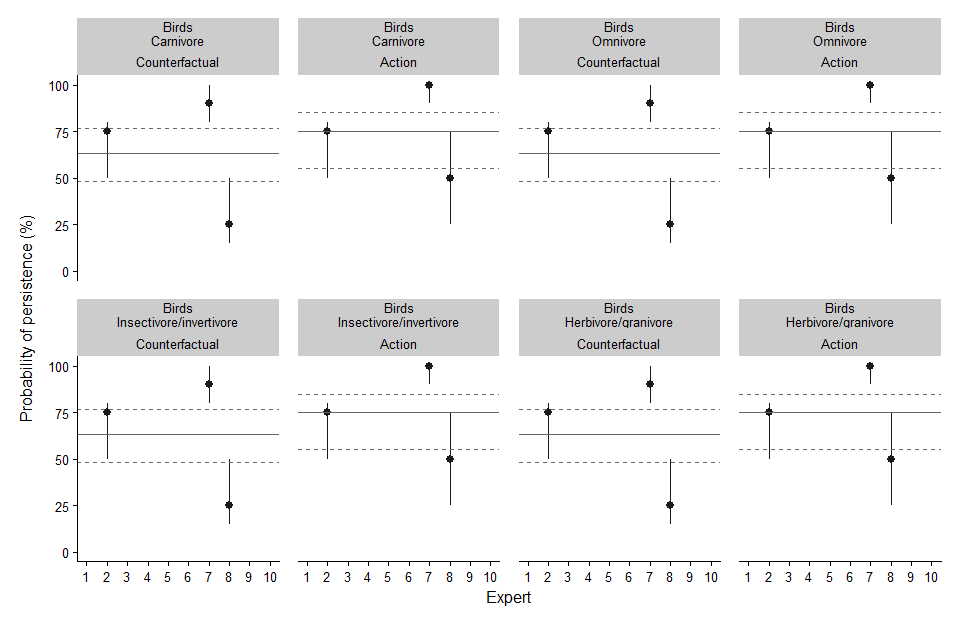 Birds
Carnivore
Counterfactual
Birds
Carnivore
Action
Birds
Omnivore
Counterfactual
Birds
Omnivore
Action
100
75
50
25
0
Probability of persistence (%)
Birds
Insectivore/invertivore
Counterfactual
Birds
Insectivore/invertivore
Action
Birds
Herbivore/granivore
Counterfactual
Birds
Herbivore/granivore
Action
100
75
50
25
0
1 2 3 4 5 6 7 8 9 10
1 2 3 4 5 6 7 8 9 10
1 2 3 4 5 6 7 8 9 10
1 2 3 4 5 6 7 8 9 10
Expert